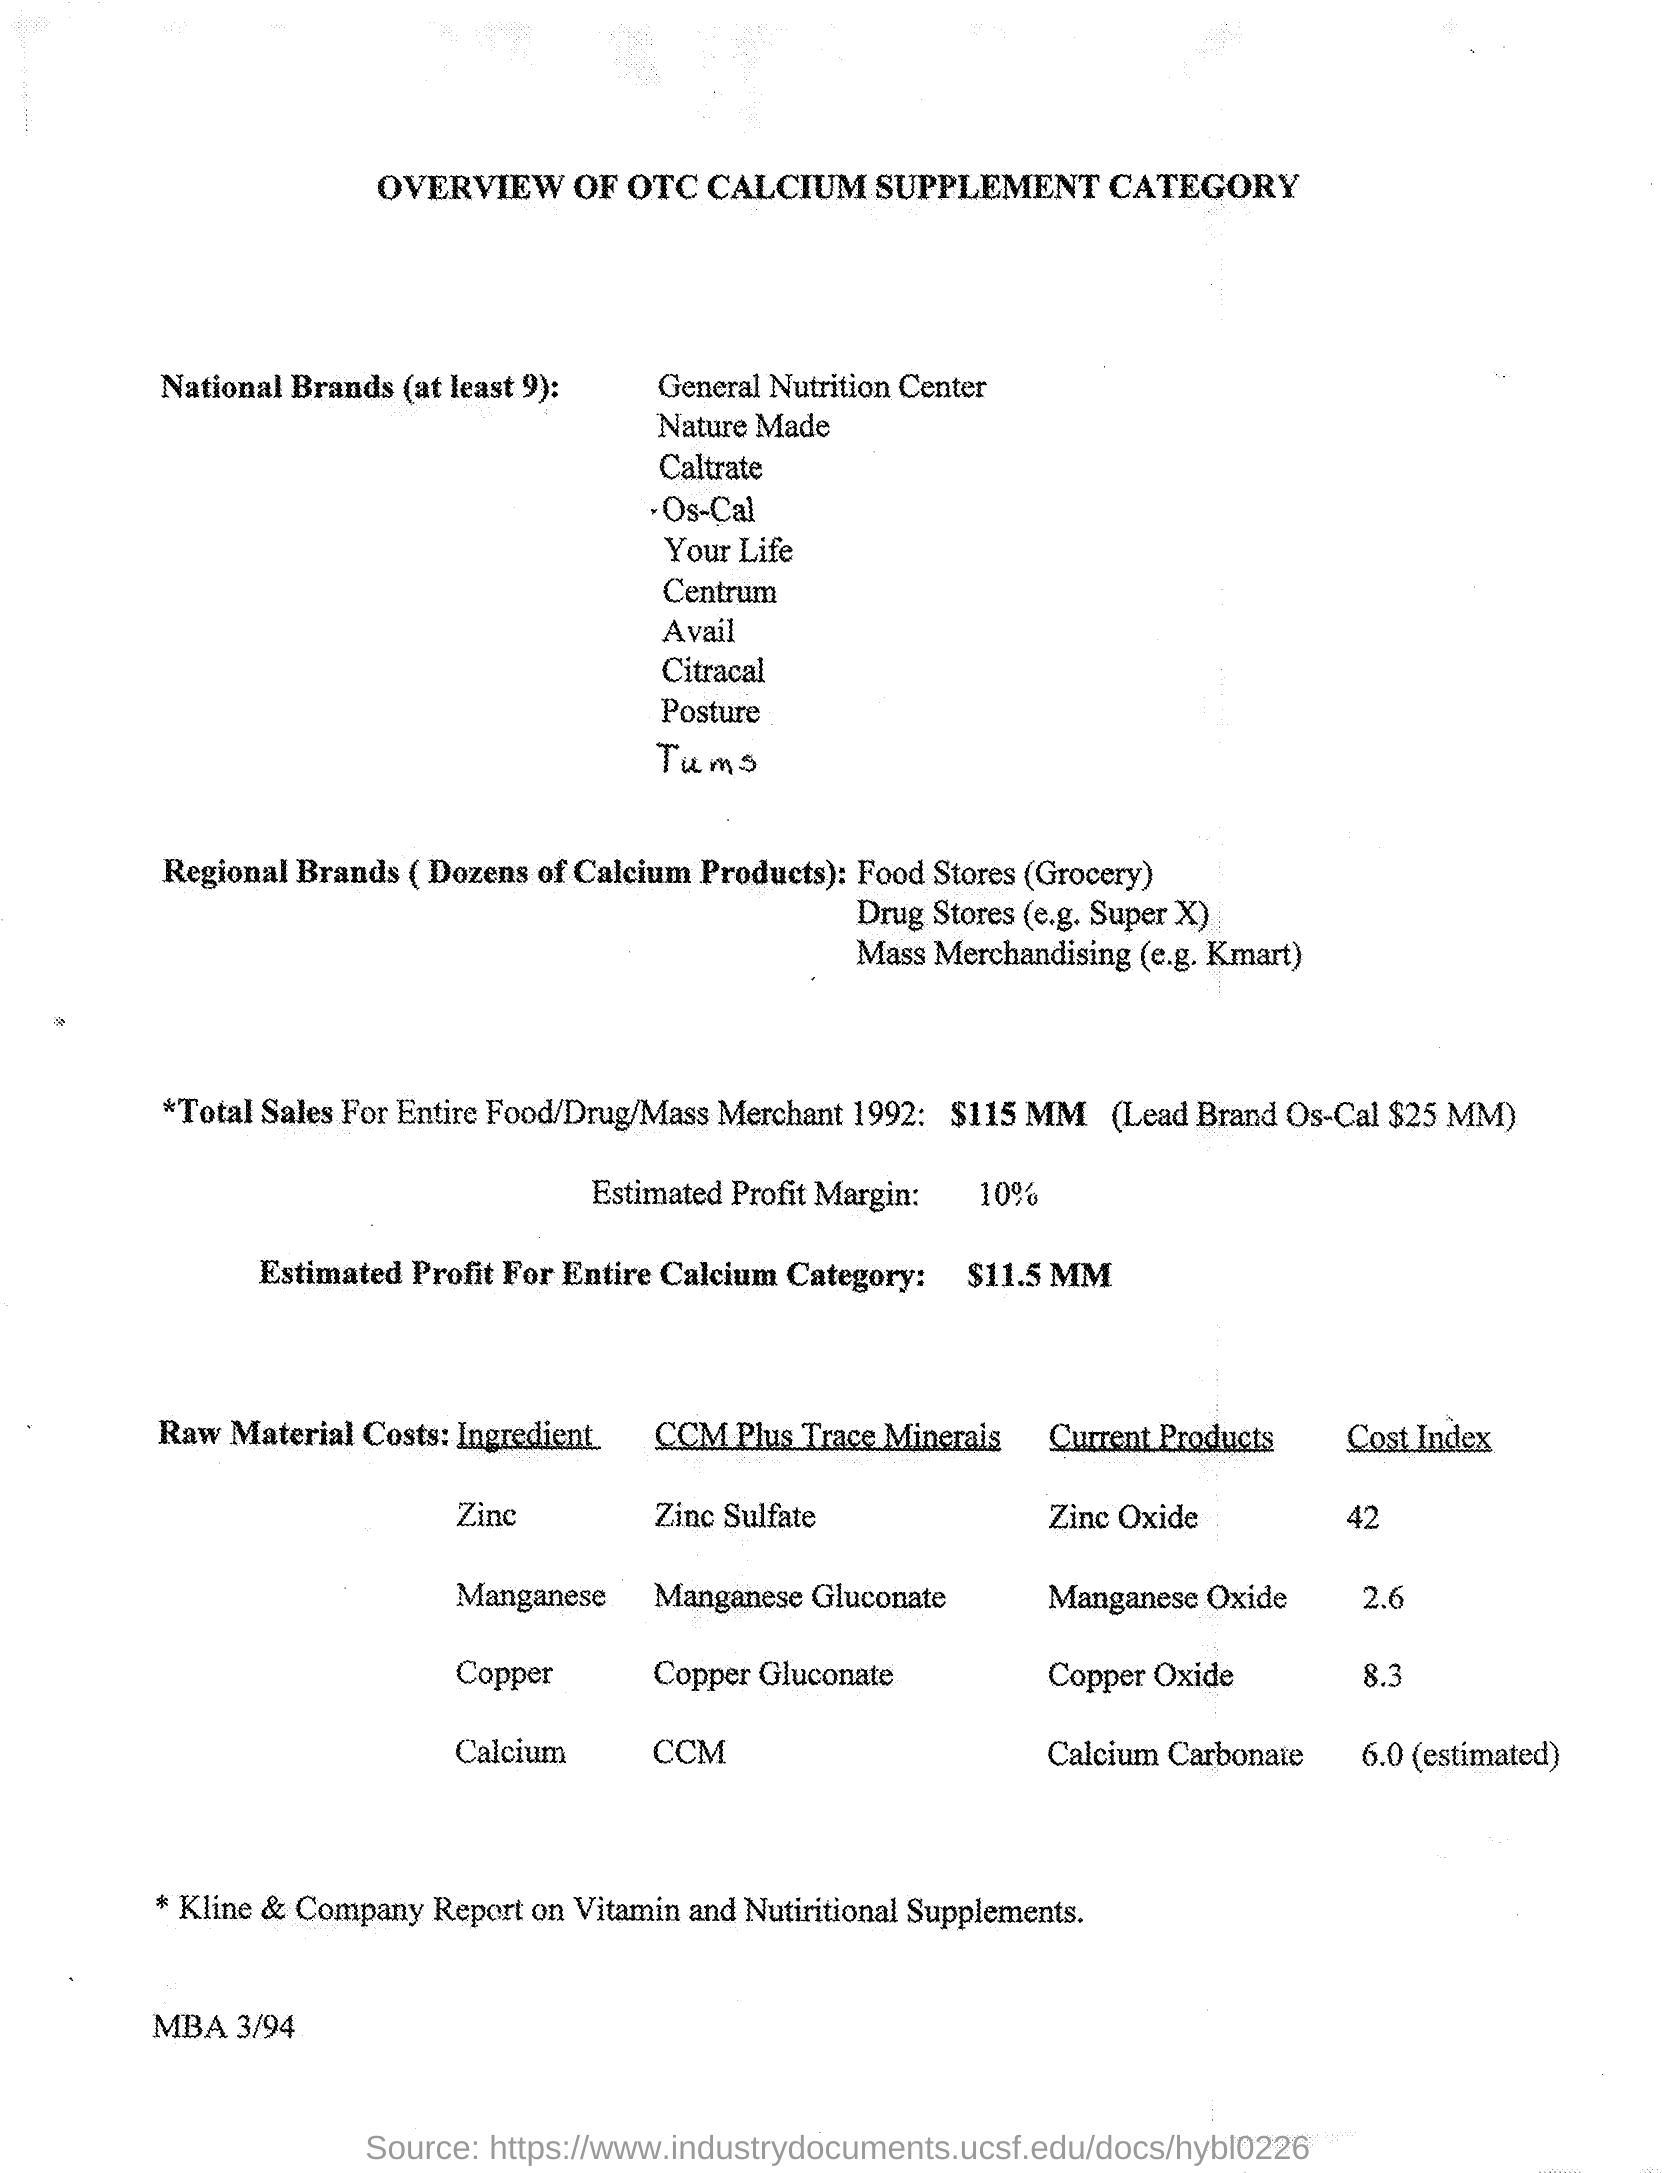 OVERVIEW OF OTC CALCIUM SUPPLEMENT CATEGORY
National Brands (at least 9): General Nutrition Center
Nature Made
Caltrate
Os-Cal
Your Life
Centrum
Avail
Citracal
Posture
Tums
Regional Brands ( Dozens of Calcium Products): Food Stores (Grocery)
Drug Stores (e.g. Super X)
Mass Merchandising (e.g. Kmart)
*Total Sales For Entire Food/Drug/Mass Merchant 1992: $115 MM (Lead Brand Os-Cal $25 MM)
Estimated Profit Margin: 10%
Estimated Profit For Entire Calcium Category: $11.5 MM
Raw Material Costs: Ingredient CCM Plus Trace Minerals Current Products Cost Index
Zinc Zinc Sulfate Zinc Oxide 42
Manganese Manganese Gluconate Manganese Oxide 2.6
Copper Copper Gluconate Copper Oxide 8.3
Calcium CCM Calcium Carbonate 6.0 (estimated)
* Kline & Company Report on Vitamin and Nutiritional Supplements.
MBA 3/94
Source: https://www.industrydocuments.ucsf.edu/docs/hybl0226